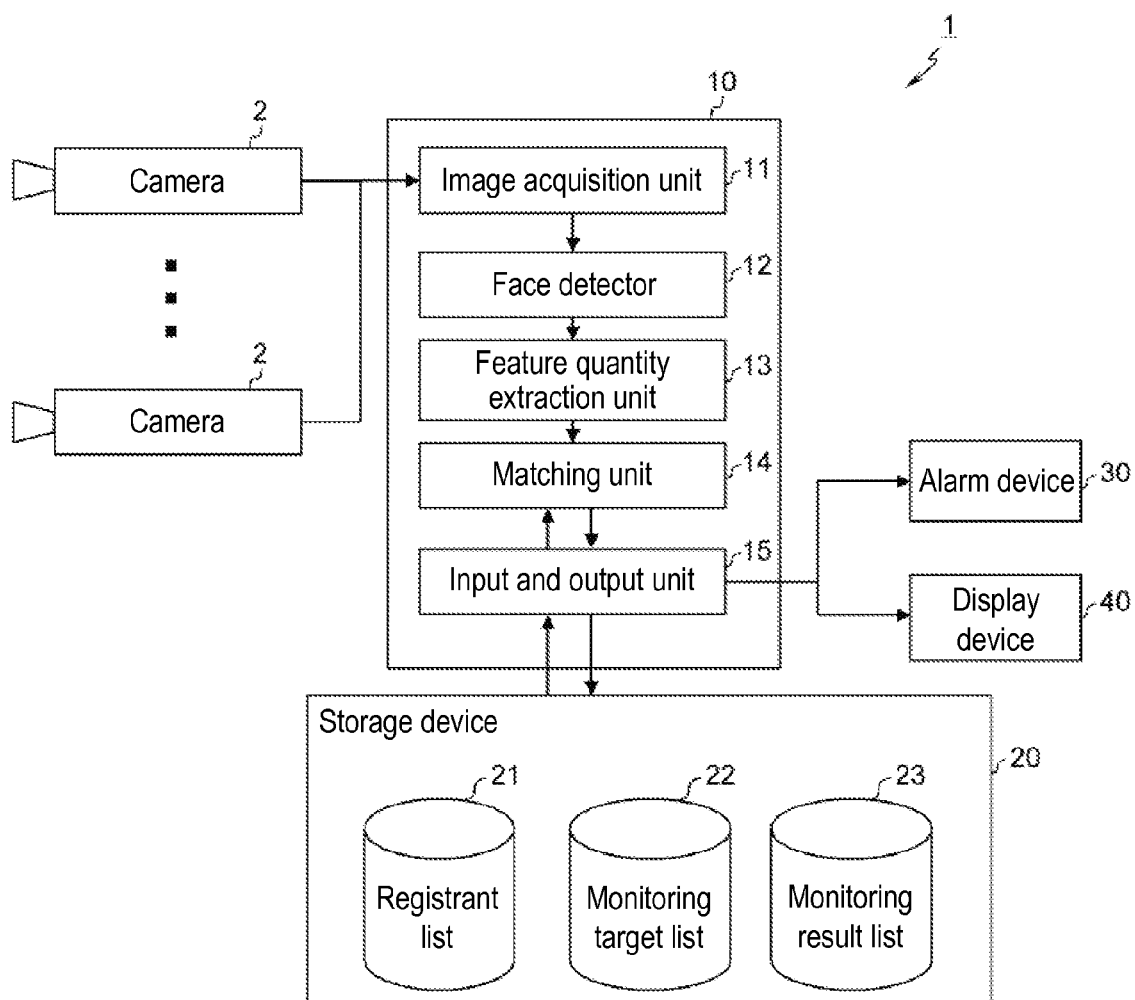 1
10
2
Camera
Image acquisition unit
11
Face detector
12
2
Camera
Feature quantity
extraction unit
13
Matching unit
14
Alarm device
30
Input and output unit
15
Display
device
40
Storage device
20
21
22
23
Registrant
list
Monitoring
target list
Monitoring
result list